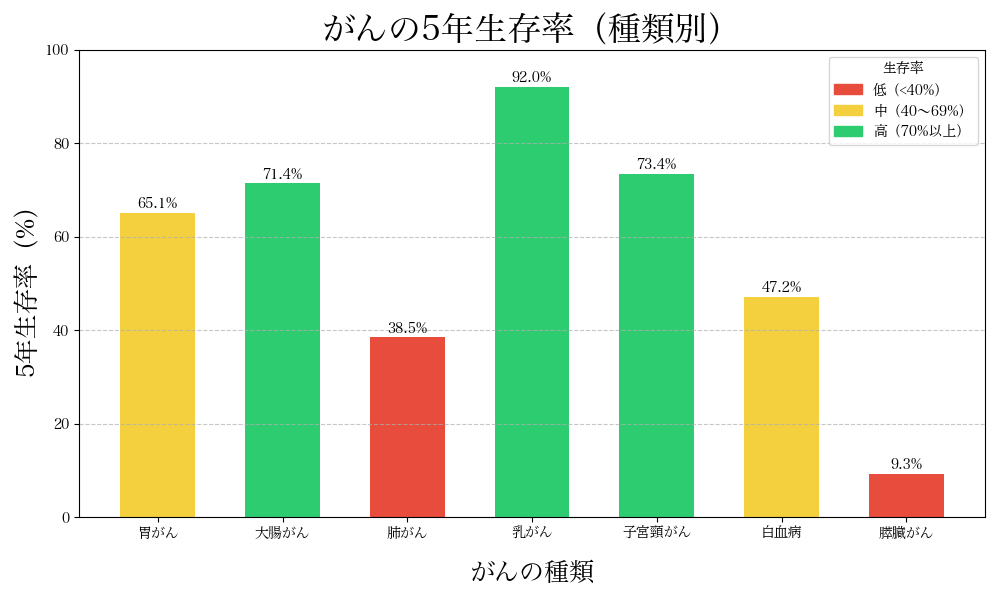 がんの5年生存率（種類別）
5年生存率（%）
100
80
60
40
20
0
65.1%
71.4%
38.5%
92.0%
73.4%
47.2%
9.3%
生存率
低（<40%）
中（40～69%）
高（70%以上）
胃がん
大腸がん
肺がん
乳がん
子宮頸がん
白血病
膵臓がん
がんの種類